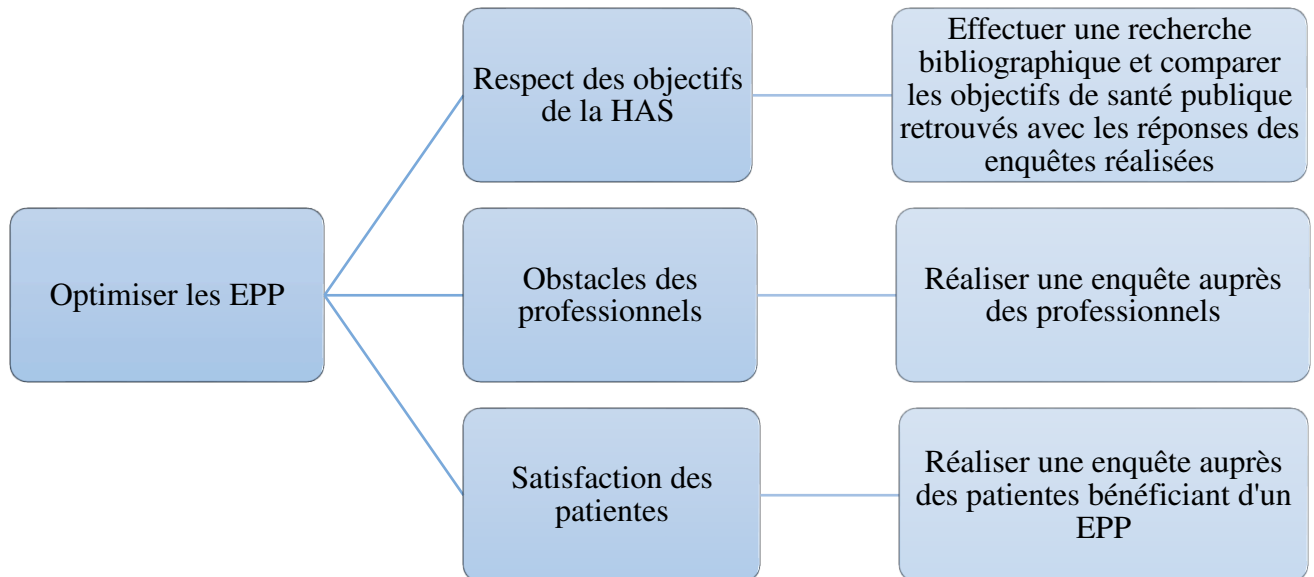 Optimiser les EPP
Respect des objectifs
de la HAS
Effectuer une recherche
bibliographique et comparer
les objectifs de santé publique
retrouvés avec les réponses des
enquêtes réalisées
Obstacles des
professionnels
Réaliser une enquête auprès
des professionnels
Satisfaction des
patientes
Réaliser une enquête auprès
des patientes bénéficiant d'un
EPP